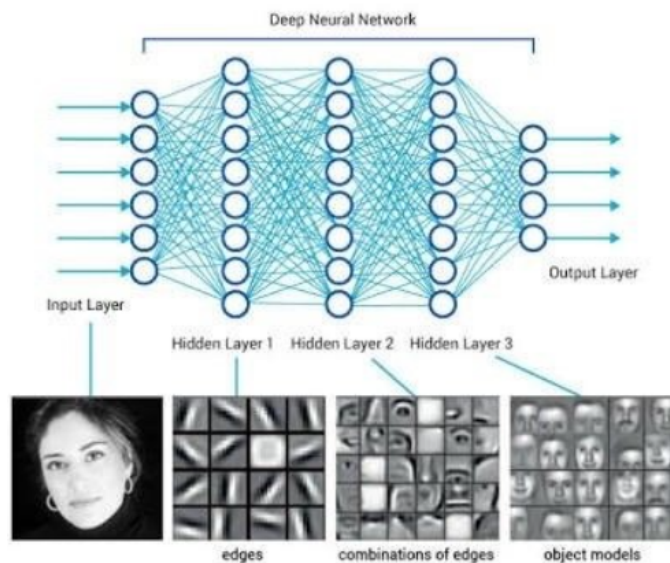 Deep Neural Network
Input Layer
Output Layer
Hidden Layer 1
Hidden Layer 2
Hidden Layer 3
edges
combinations of edges
object models